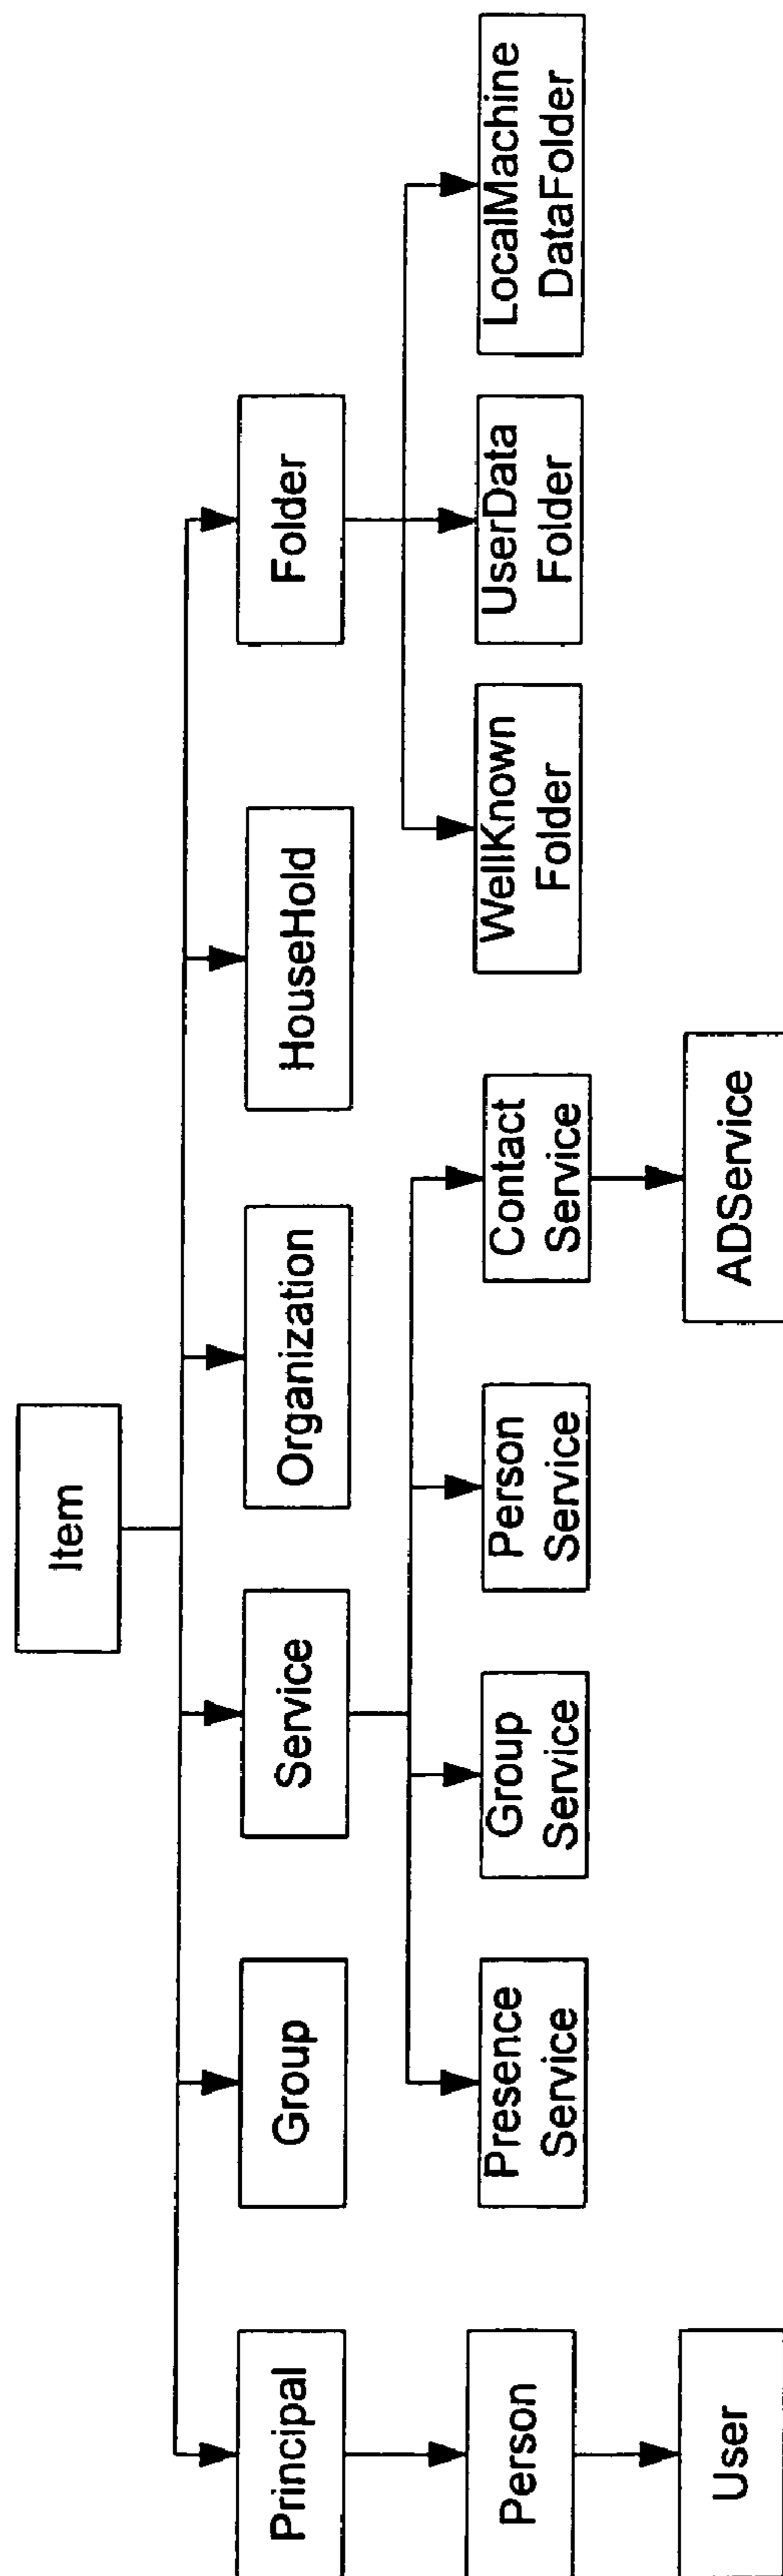 Item
Principal
Group
Service
Organization
HouseHold
Folder
Person
Presence
Service
Group
Service
Person
Service
Contact
Service
WellKnown
Folder
UserData
Folder
LocalMachine
DataFolder
User
ADService